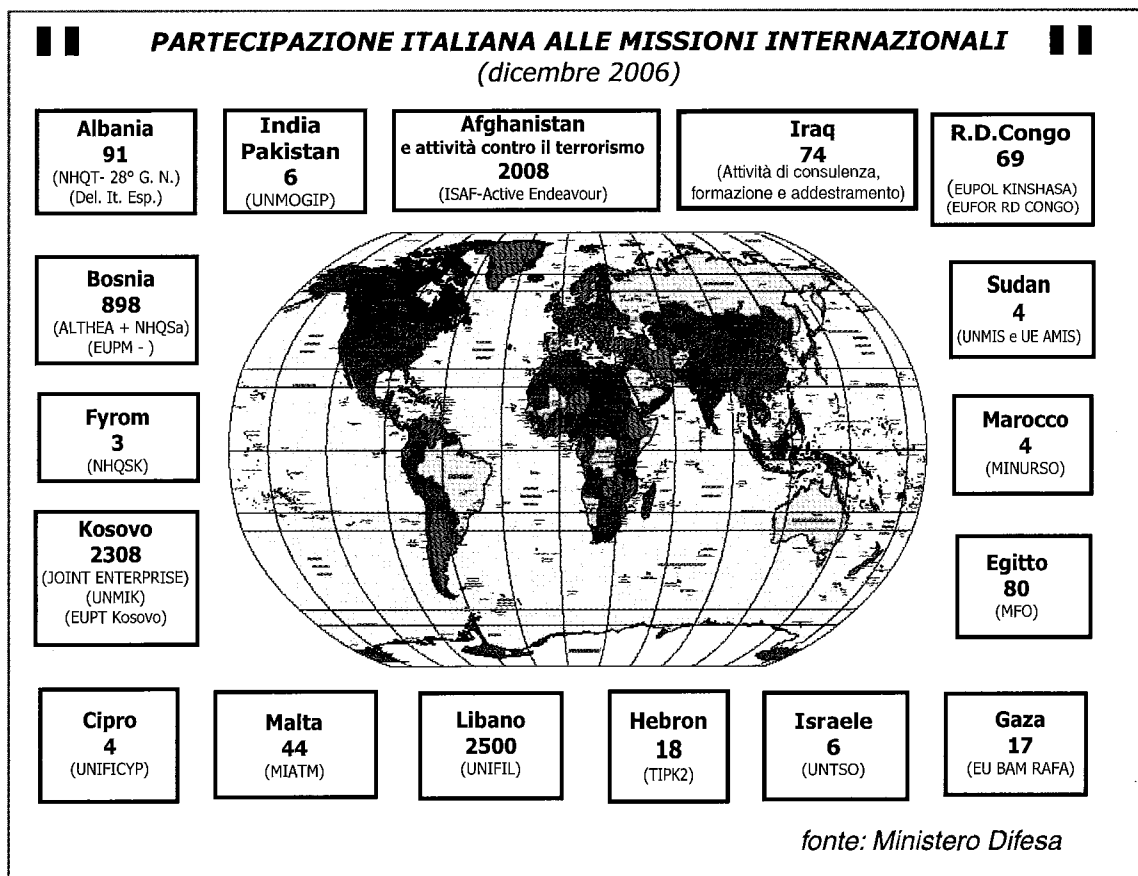 PARTECIPAZIONE ITALIANA ALLE MISSIONI INTERNAZIONALI
(dicembre 2006)
Albania
91
(NHQT- 28° G. N.)
(Del. It. Esp.)
India
Pakistan
6
(UNMOGIP)
Afghanistan
e attività contro il terrorismo
2008
(ISAF-Active Endeavour)
Iraq
74
(Attività di consulenza,
formazione e addestramento)
R.D.Congo
69
(EUPOL KINSHASA)
(EUFOR RD CONGO)
Bosnia
898
(ALTHEA + NHQSa)
(EUPM - )
Sudan
4
(UNMIS e UE AMIS)
Fyrom
3
(NHQSK)
Marocco
4
(MINURSO)
Kosovo
2308
(JOINT ENTERPRISE)
(UNMIK)
(EUPT Kosovo)
Egitto
80
(MFO)
Cipro
4
(UNIFICYP)
Malta
44
(MIATM)
Libano
2500
(UNIFIL)
Hebron
18
(TIPK2)
Israele
6
(UNTSO)
Gaza
17
(EU BAM RAFA)
fonte: Ministero Difesa